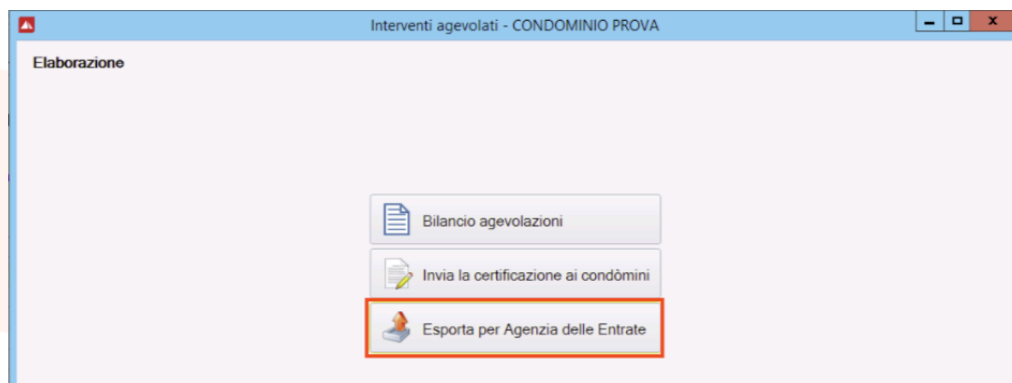 Interventi agevolati - CONDOMINIO PROVA
Elaborazione
Bilancio agevolazioni
Invia la certificazione ai condòmini
Esporta per Agenzia delle Entrate